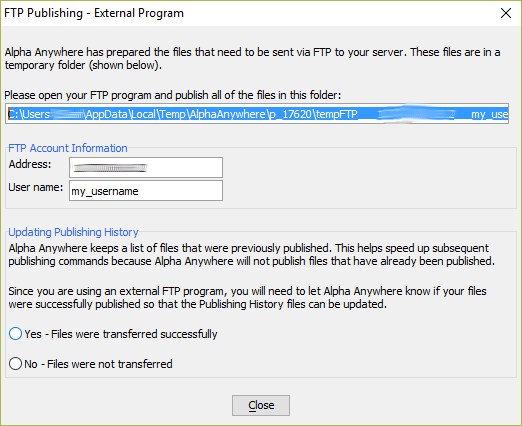 FTP Publishing - External Program
Alpha Anywhere has prepared the files that need to be sent via FTP to your server. These files are in a
temporary folder (shown below).
Please open your FTP program and publish all of the files in this folder:
C:\Users \AppData\Local\Temp\AlphaAnywhere\p_17620\tempFTP_ my_use
FTP Account Information
Address:
User name: my_username
Updating Publishing History
Alpha Anywhere keeps a list of files that were previously published. This helps speed up subsequent
publishing commands because Alpha Anywhere will not publish files that have already been published.
Since you are using an external FTP program, you will need to let Alpha Anywhere know if your files
were successfully published so that the Publishing History files can be updated.
Yes - Files were transferred successfully
No - Files were not transferred
Close